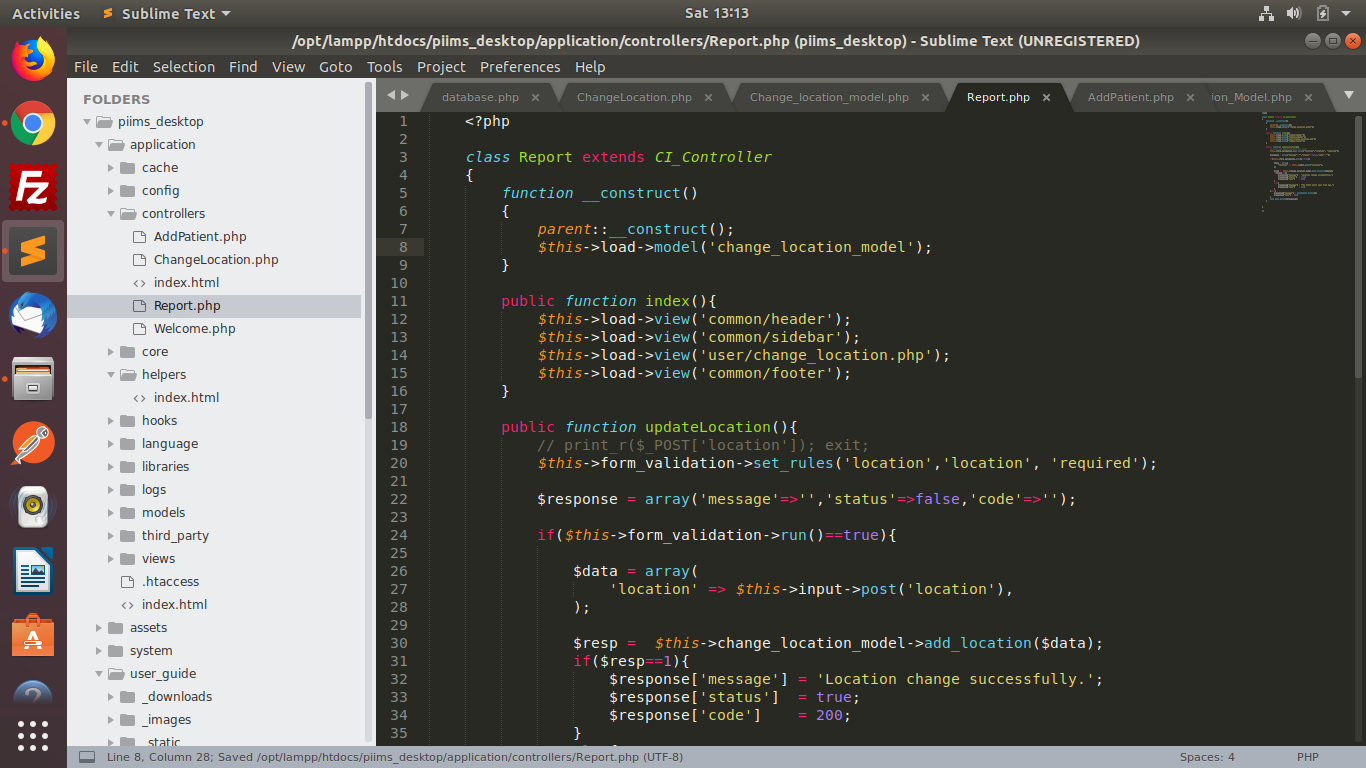 Activities
Sublime Text
Sat 13:13
/opt/lampp/htdocs/piims_desktop/application/controllers/Report.php (piims_desktop) - Sublime Text (UNREGISTERED)
File Edit Selection Find View Goto Tools Project Preferences Help
FOLDERS
piims_desktop
application
cache
config
controllers
AddPatient.php
ChangeLocation.php
index.html
Report.php
Welcome.php
core
helpers
index.html
hooks
language
libraries
logs
models
third_party
views
.htaccess
index.html
assets
system
user_guide
_downloads
_images
_static
database.php
ChangeLocation.php
Change_location_model.php
Report.php
AddPatient.php
ion_Model.php
1 <?php
2
3 class Report extends CI_Controller
4 {
5 function __construct()
6 {
7 parent::__construct();
8 $this->load->model('change_location_model');
9 }
10
11 public function index(){
12 $this->load->view('common/header');
13 $this->load->view('common/sidebar');
14 $this->load->view('user/change_location.php');
15 $this->load->view('common/footer');
16 }
17
18 public function updateLocation(){
19 // print_r($_POST['location']); exit;
20 $this->form_validation->set_rules('location','location', 'required');
21
22 $response = array('message'=>'','status'=>false,'code'=>'');
23
24 if($this->form_validation->run()==true){
25
26 $data = array(
27 'location' => $this->input->post('location'),
28 );
29
30 $resp =  $this->change_location_model->add_location($data);
31 if($resp==1){
32 $response['message'] = 'Location change successfully.';
33 $response['status']  = true;
34 $response['code']    = 200;
35 }
Line 8, Column 28; Saved /opt/lampp/htdocs/piims_desktop/application/controllers/Report.php (UTF-8)
Spaces: 4
PHP